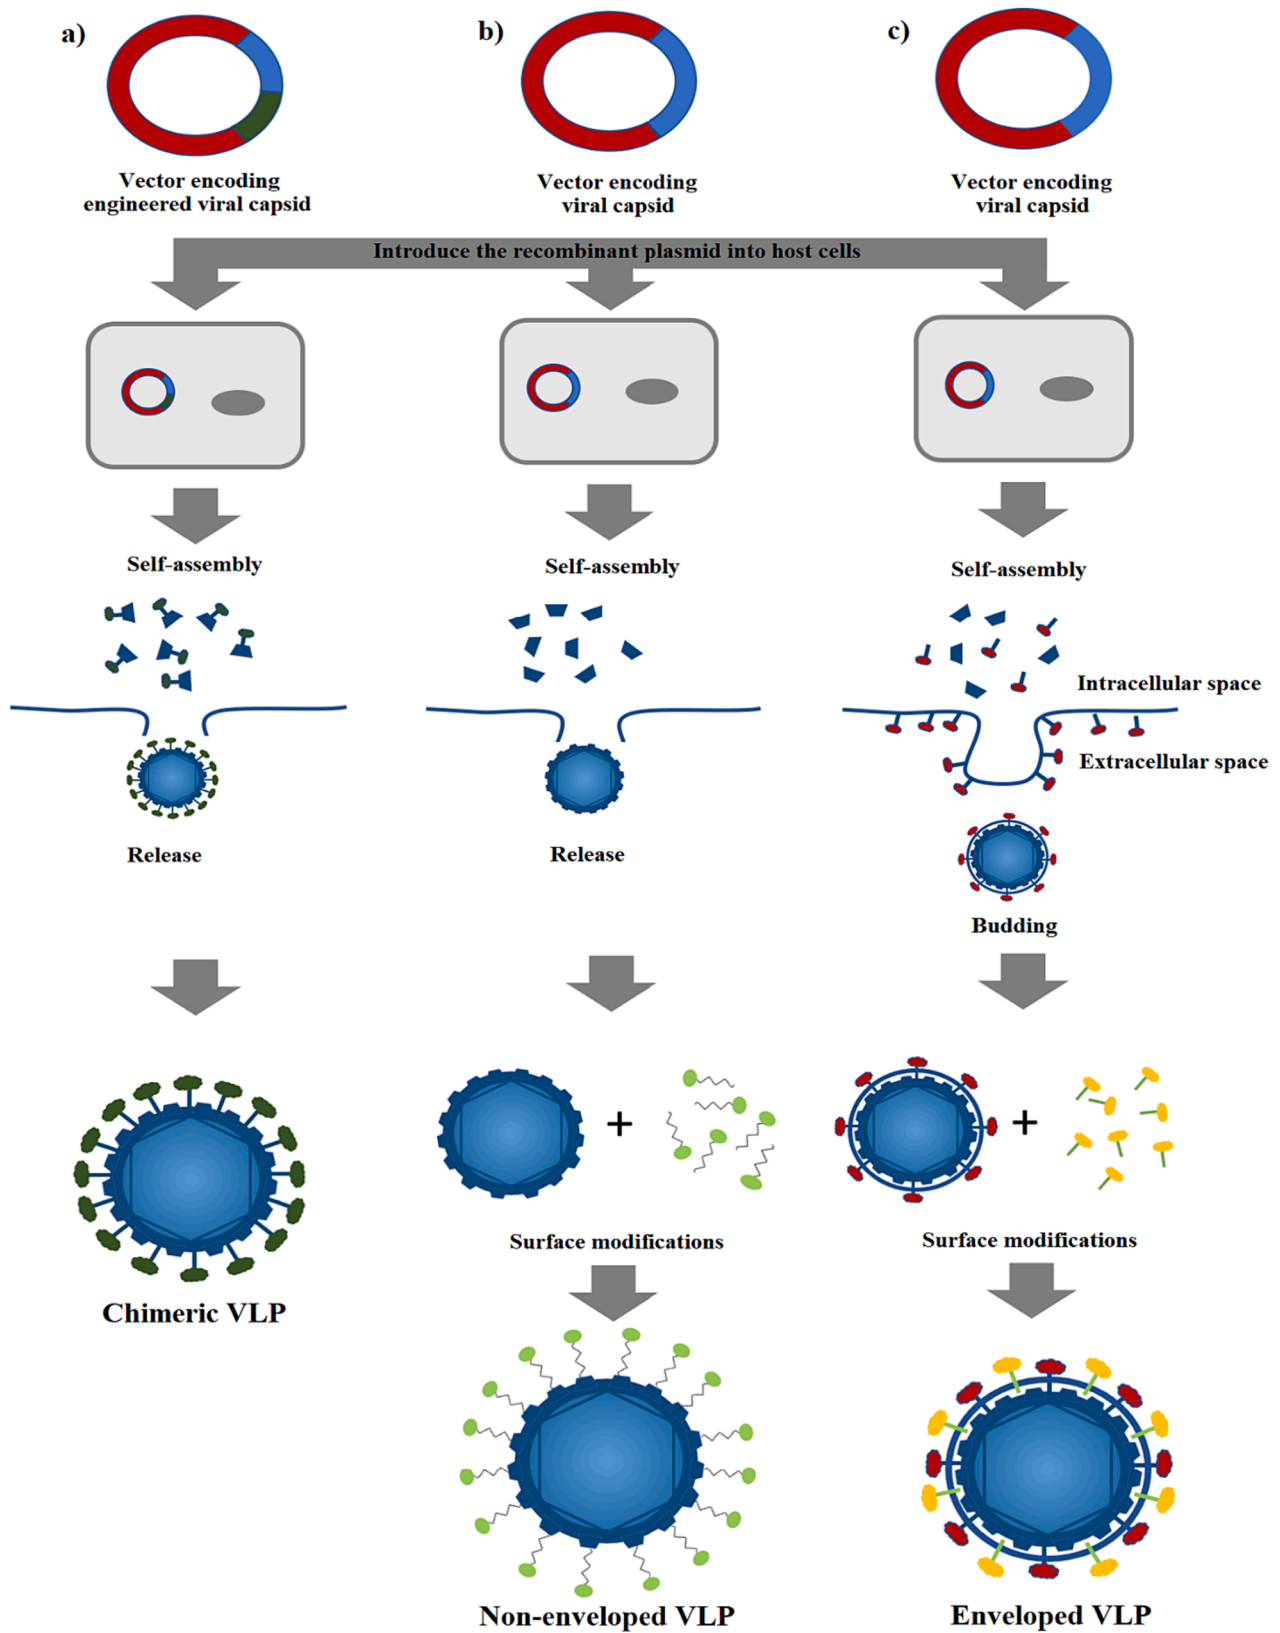 a)
b)
c)
Vector encoding
engineered viral capsid
Vector encoding
viral capsid
Vector encoding
viral capsid
Introduce the recombinant plasmid into host cells
Self-assembly
Self-assembly
Self-assembly
Intracellular space
Extracellular space
Release
Release
Budding
+
+
Surface modifications
Surface modifications
Chimeric VLP
Non-enveloped VLP
Enveloped VLP